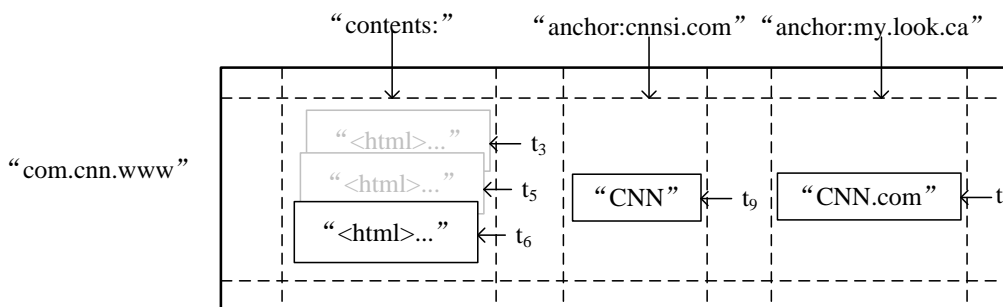 “contents:” “anchor:cnnsi.com” “anchor:my.look.ca”
“<html>...” t3
“com.cnn.www”
“<html>...” t5 “CNN” t9 “CNN.com” t
“<html>...” t6